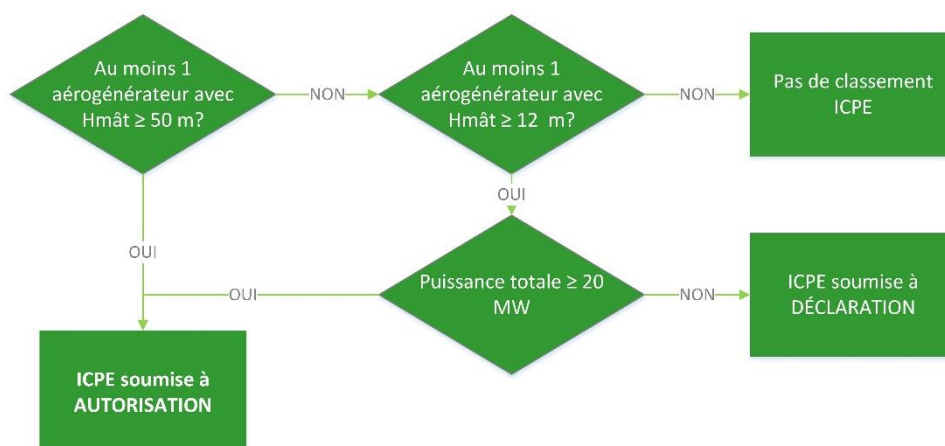 Au moins 1
aérogénérateur avec
Hmât ≥ 50 m?
NON
Au moins 1
aérogénérateur avec
Hmât ≥ 12  m?
NON
Pas de classement
ICPE
OUI
OUI
Puissance totale ≥ 20
MW
OUI
NON
ICPE soumise à
DÉCLARATION
ICPE soumise à
AUTORISATION